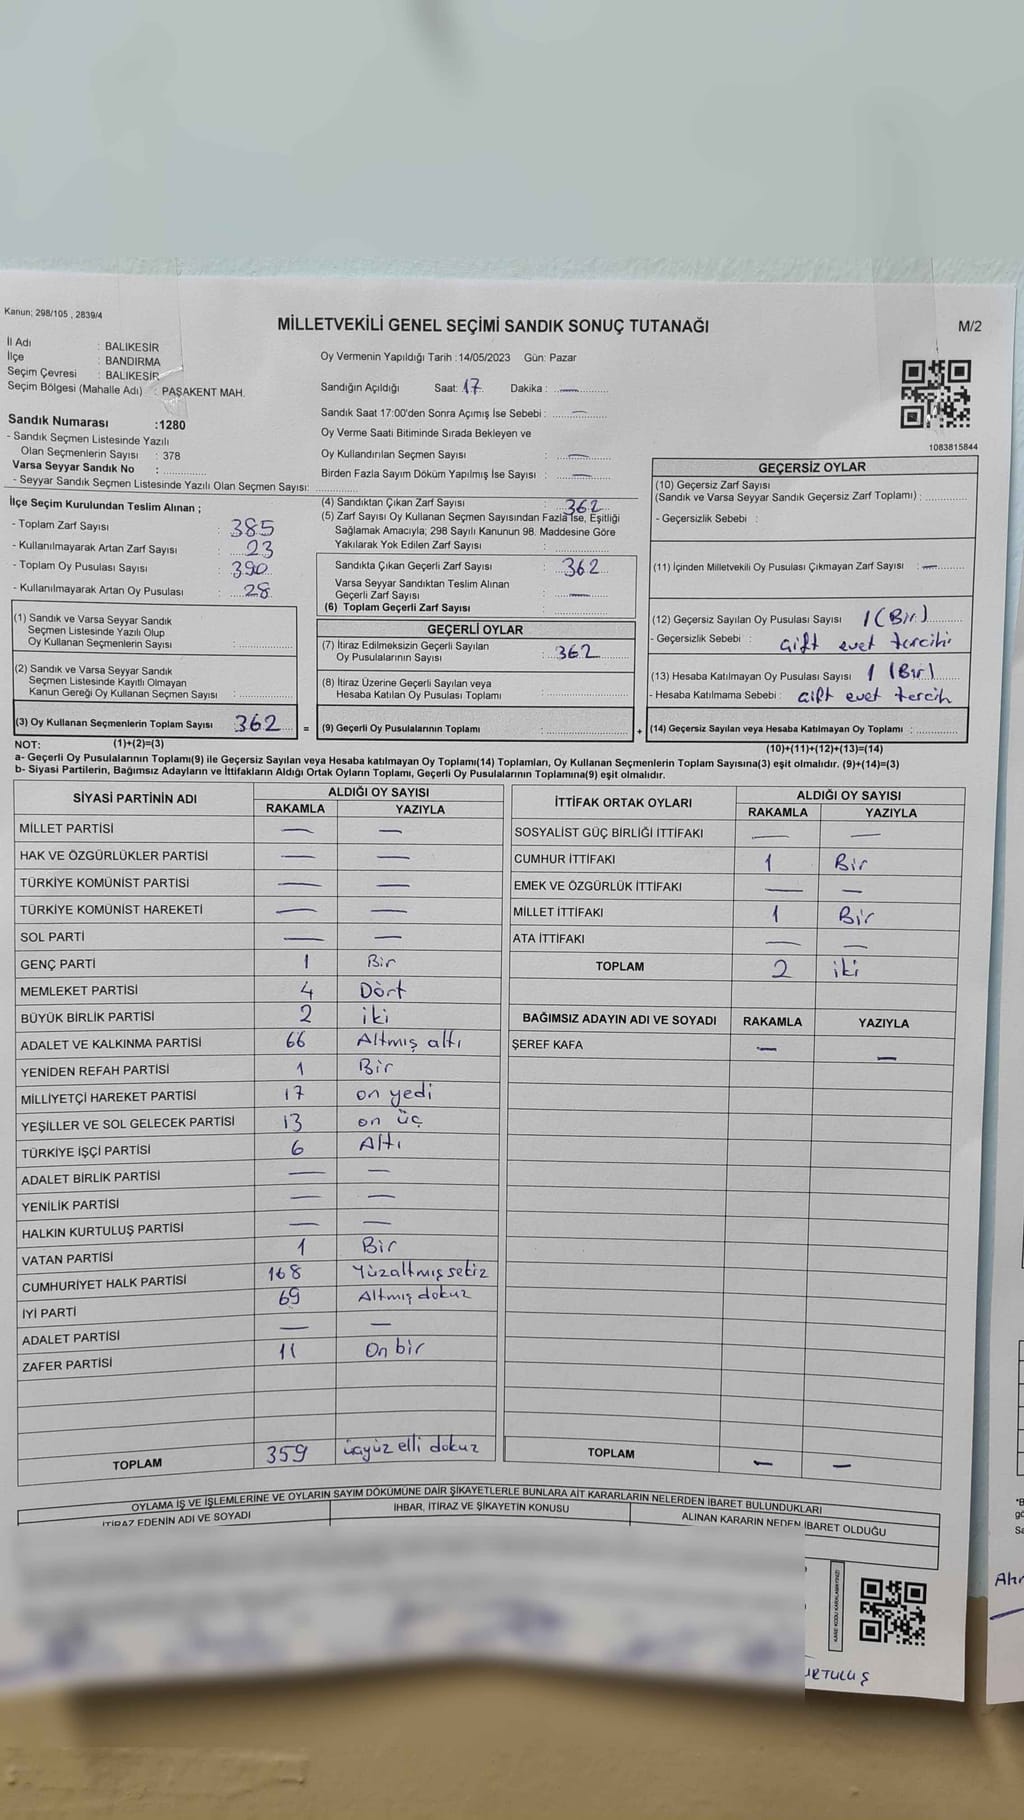 Kanun; 298/105 , 2839/4
MİLLETVEKİLİ GENEL SEÇİMİ SANDIK SONUÇ TUTANAĞI
M/2
İl Adı : BALIKESİR
İlçe : BANDIRMA
Seçim Çevresi : BALIKESİR
Seçim Bölgesi (Mahalle Adı) : PAŞAKENT MAH.
Sandık Numarası :1280
- Sandık Seçmen Listesinde Yazılı
Olan Seçmenlerin Sayısı : 378
Varsa Seyyar Sandık No :
- Seyyar Sandık Seçmen Listesinde Yazılı Olan Seçmen Sayısı:
Oy Vermenin Yapıldığı Tarih :14/05/2023 Gün: Pazar
Sandığın Açıldığı Saat: 17 Dakika : —
Sandık Saat 17:00'den Sonra Açımış İse Sebebi : —
Oy Verme Saati Bitiminde Sırada Bekleyen ve
Oy Kullandırılan Seçmen Sayısı : —
Birden Fazla Sayım Döküm Yapılmış İse Sayısı : —
1083815844
İlçe Seçim Kurulundan Teslim Alınan ;
- Toplam Zarf Sayısı : 385
- Kullanılmayarak Artan Zarf Sayısı : 23
- Toplam Oy Pusulası Sayısı : 390
- Kullanılmayarak Artan Oy Pusulası : 28
(1) Sandık ve Varsa Seyyar Sandık
Seçmen Listesinde Yazılı Olup
Oy Kullanan Seçmenlerin Sayısı :
(2) Sandık ve Varsa Seyyar Sandık
Seçmen Listesinde Kayıtlı Olmayan
Kanun Gereği Oy Kullanan Seçmen Sayısı :
(3) Oy Kullanan Seçmenlerin Toplam Sayısı 362 =
(4) Sandıktan Çıkan Zarf Sayısı : 362
(5) Zarf Sayısı Oy Kullanan Seçmen Sayısından Fazla İse, Eşitliği
Sağlamak Amacıyla; 298 Sayılı Kanunun 98. Maddesine Göre
Yakılarak Yok Edilen Zarf Sayısı :
Sandıkta Çıkan Geçerli Zarf Sayısı : 362
Varsa Seyyar Sandıktan Teslim Alınan
Geçerli Zarf Sayısı : —
(6) Toplam Geçerli Zarf Sayısı :
GEÇERLİ OYLAR
(7) İtiraz Edilmeksizin Geçerli Sayılan
Oy Pusulalarının Sayısı : 362
(8) İtiraz Üzerine Geçerli Sayılan veya
Hesaba Katılan Oy Pusulası Toplamı :
(9) Geçerli Oy Pusulalarının Toplamı : +
GEÇERSİZ OYLAR
(10) Geçersiz Zarf Sayısı
(Sandık ve Varsa Seyyar Sandık Geçersiz Zarf Toplamı) :
- Geçersizlik Sebebi :
(11) İçinden Milletvekili Oy Pusulası Çıkmayan Zarf Sayısı : —
(12) Geçersiz Sayılan Oy Pusulası Sayısı 1 (Bir)
- Geçersizlik Sebebi : Çift evet tercihi
(13) Hesaba Katılmayan Oy Pusulası Sayısı 1 (Bir)
- Hesaba Katılmama Sebebi : Çift evet tercih
(14) Geçersiz Sayılan veya Hesaba Katılmayan Oy Toplamı :
NOT: (1)+(2)=(3)
(10)+(11)+(12)+(13)=(14)
a- Geçerli Oy Pusulalarının Toplamı(9) ile Geçersiz Sayılan veya Hesaba katılmayan Oy Toplamı(14) Toplamları, Oy Kullanan Seçmenlerin Toplam Sayısına(3) eşit olmalıdır. (9)+(14)=(3)
b- Siyasi Partilerin, Bağımsız Adayların ve İttifakların Aldığı Ortak Oyların Toplamı, Geçerli Oy Pusulalarının Toplamına(9) eşit olmalıdır.
SİYASİ PARTİNİN ADI
ALDIĞI OY SAYISI
RAKAMLA YAZIYLA
MİLLET PARTİSİ — —
HAK VE ÖZGÜRLÜKLER PARTİSİ — —
TÜRKİYE KOMÜNİST PARTİSİ — —
TÜRKİYE KOMÜNİST HAREKETİ — —
SOL PARTİ — —
GENÇ PARTİ 1 Bir
MEMLEKET PARTİSİ 4 Dört
BÜYÜK BİRLİK PARTİSİ 2 iki
ADALET VE KALKINMA PARTİSİ 66 Altmış altı
YENİDEN REFAH PARTİSİ 1 Bir
MİLLİYETÇİ HAREKET PARTİSİ 17 on yedi
YEŞİLLER VE SOL GELECEK PARTİSİ 13 on üç
TÜRKİYE İŞÇİ PARTİSİ 6 Altı
ADALET BİRLİK PARTİSİ — —
YENİLİK PARTİSİ — —
HALKIN KURTULUŞ PARTİSİ — —
VATAN PARTİSİ 1 Bir
CUMHURİYET HALK PARTİSİ 168 Yüzaltmışsekiz
İYİ PARTİ 69 Altmış dokuz
ADALET PARTİSİ — —
ZAFER PARTİSİ 11 On bir
TOPLAM 359 üçyüz elli dokuz
İTTİFAK ORTAK OYLARI
ALDIĞI OY SAYISI
RAKAMLA YAZIYLA
SOSYALİST GÜÇ BİRLİĞİ İTTİFAKI — —
CUMHUR İTTİFAKI 1 Bir
EMEK VE ÖZGÜRLÜK İTTİFAKI — —
MİLLET İTTİFAKI 1 Bir
ATA İTTİFAKI — —
TOPLAM 2 iki
BAĞIMSIZ ADAYIN ADI VE SOYADI RAKAMLA YAZIYLA
ŞEREF KAFA — —
TOPLAM — —
OYLAMA İŞ VE İŞLEMLERİNE VE OYLARIN SAYIM DÖKÜMÜNE DAİR ŞİKAYETLERLE BUNLARA AİT KARARLARIN NELERDEN İBARET BULUNDUKLARI
İTİRAZ EDENİN ADI VE SOYADI
İHBAR, İTİRAZ VE ŞİKAYETİN KONUSU
ALINAN KARARIN NEDEN İBARET OLDUĞU
URTULUŞ